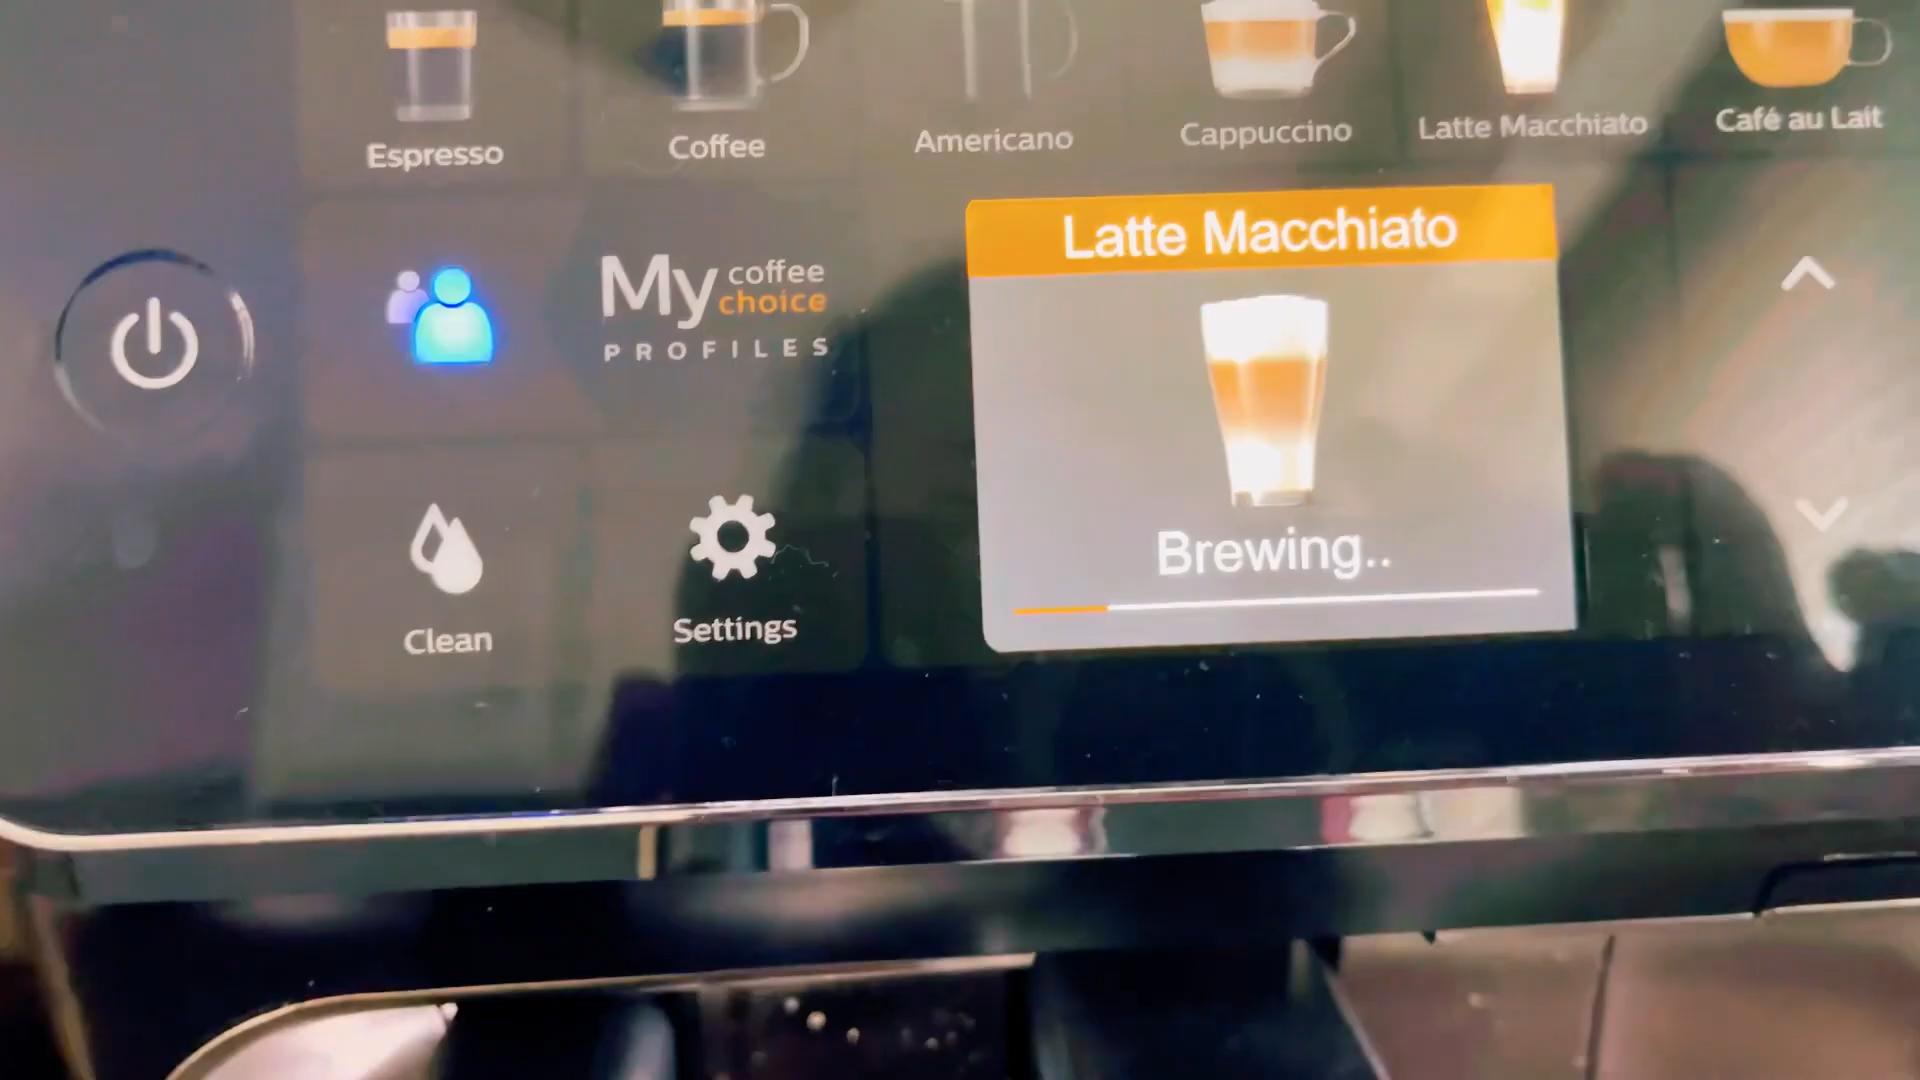 Espresso
Coffee
Americano
Cappuccino
Latte Macchiato
Café au Lait
My coffee choice
PROFILES
Latte Macchiato
Brewing..
Clean
Settings